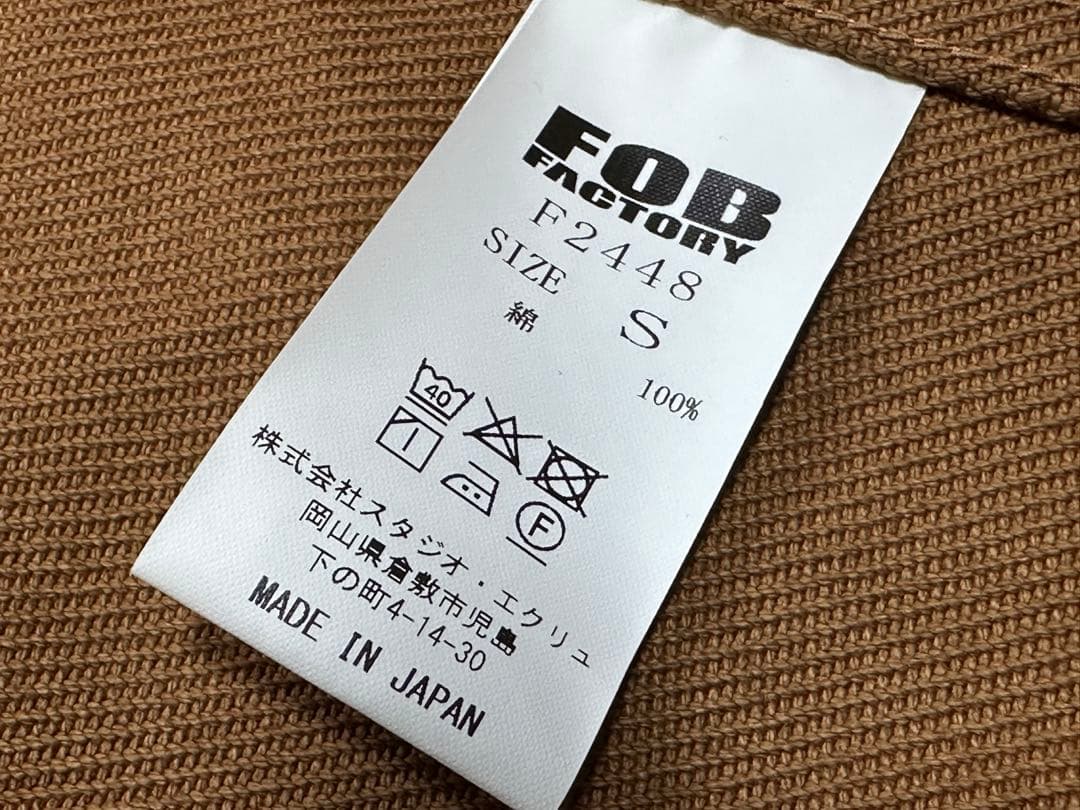 FOB
FACTORY
F2448
SIZE S
綿 100%
40
F
株式会社スタジオ・エクリュ
岡山県倉敷市児島
下の町4-14-30
MADE IN JAPAN